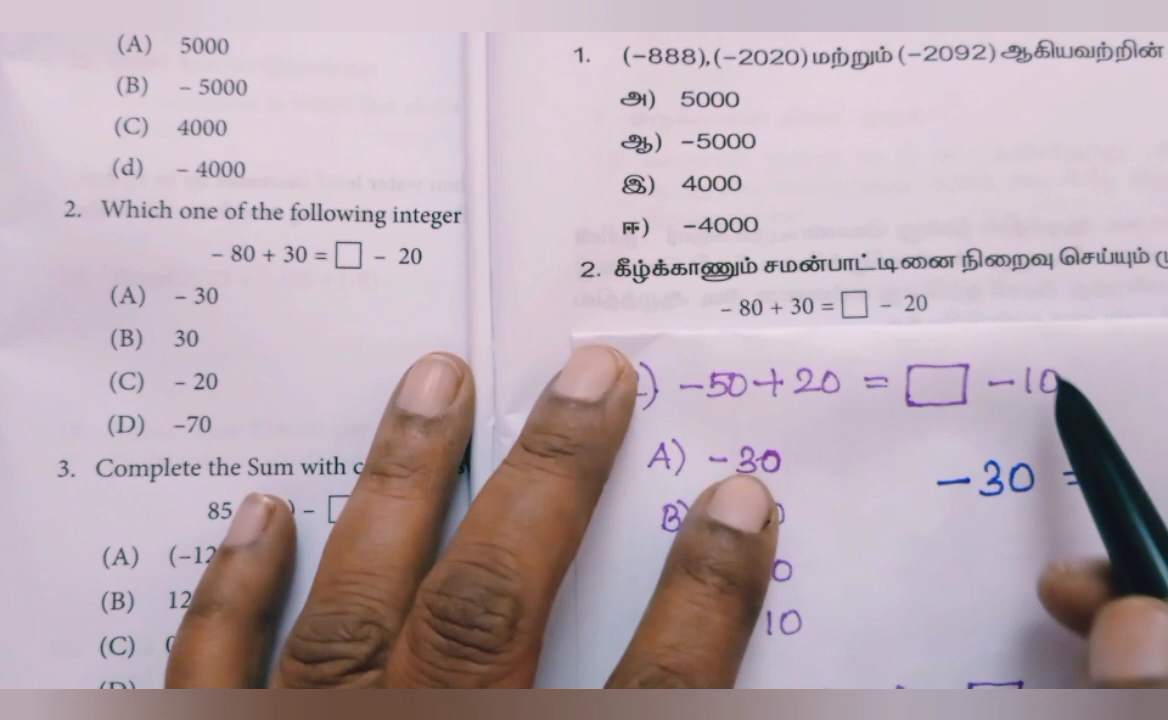 (A) 5000
(B) - 5000
(C) 4000
(d) - 4000
2. Which one of the following integer
- 80 + 30 = □ - 20
(A) - 30
(B) 30
(C) - 20
(D) -70
3. Complete the Sum with
85 - □
(A) (-12
(B) 12
(C)
(D)
1. (-888),(-2020) மற்றும் (-2092) ஆகியவற்றின்
அ) 5000
ஆ) -5000
இ) 4000
ஈ) -4000
2. கீழ்க்காணும் சமன்பாட்டினை நிறைவு செய்யும்
- 80 + 30 = □ - 20
) -50+20 = □ -10
A) -30
-30 =
B)
0
10